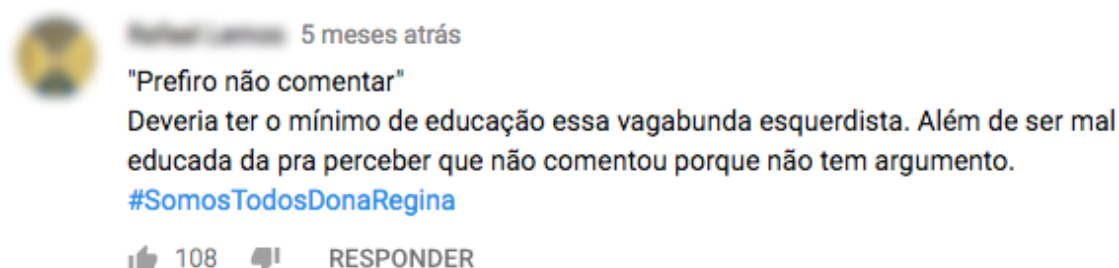 5 meses atrás
"Prefiro não comentar"
Deveria ter o mínimo de educação essa vagabunda esquerdista. Além de ser mal
educada da pra perceber que não comentou porque não tem argumento.
#SomosTodosDonaRegina
108 RESPONDER